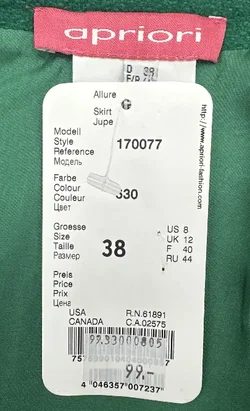 apriori
D 38
Allure
Skirt
Jupe
Modell
Style
Reference
Модель
170077
www.apriori-fashion.com
Farbe
Colour
Couleur
Цвет
630
Groesse
Size
Taille
Размер
38
US 8
UK 12
F 40
RU 44
Preis
Price
Prix
Цена
USA
CANADA
R.N.61891
C.A.02575
9933000805
99.-
4 046357 007237